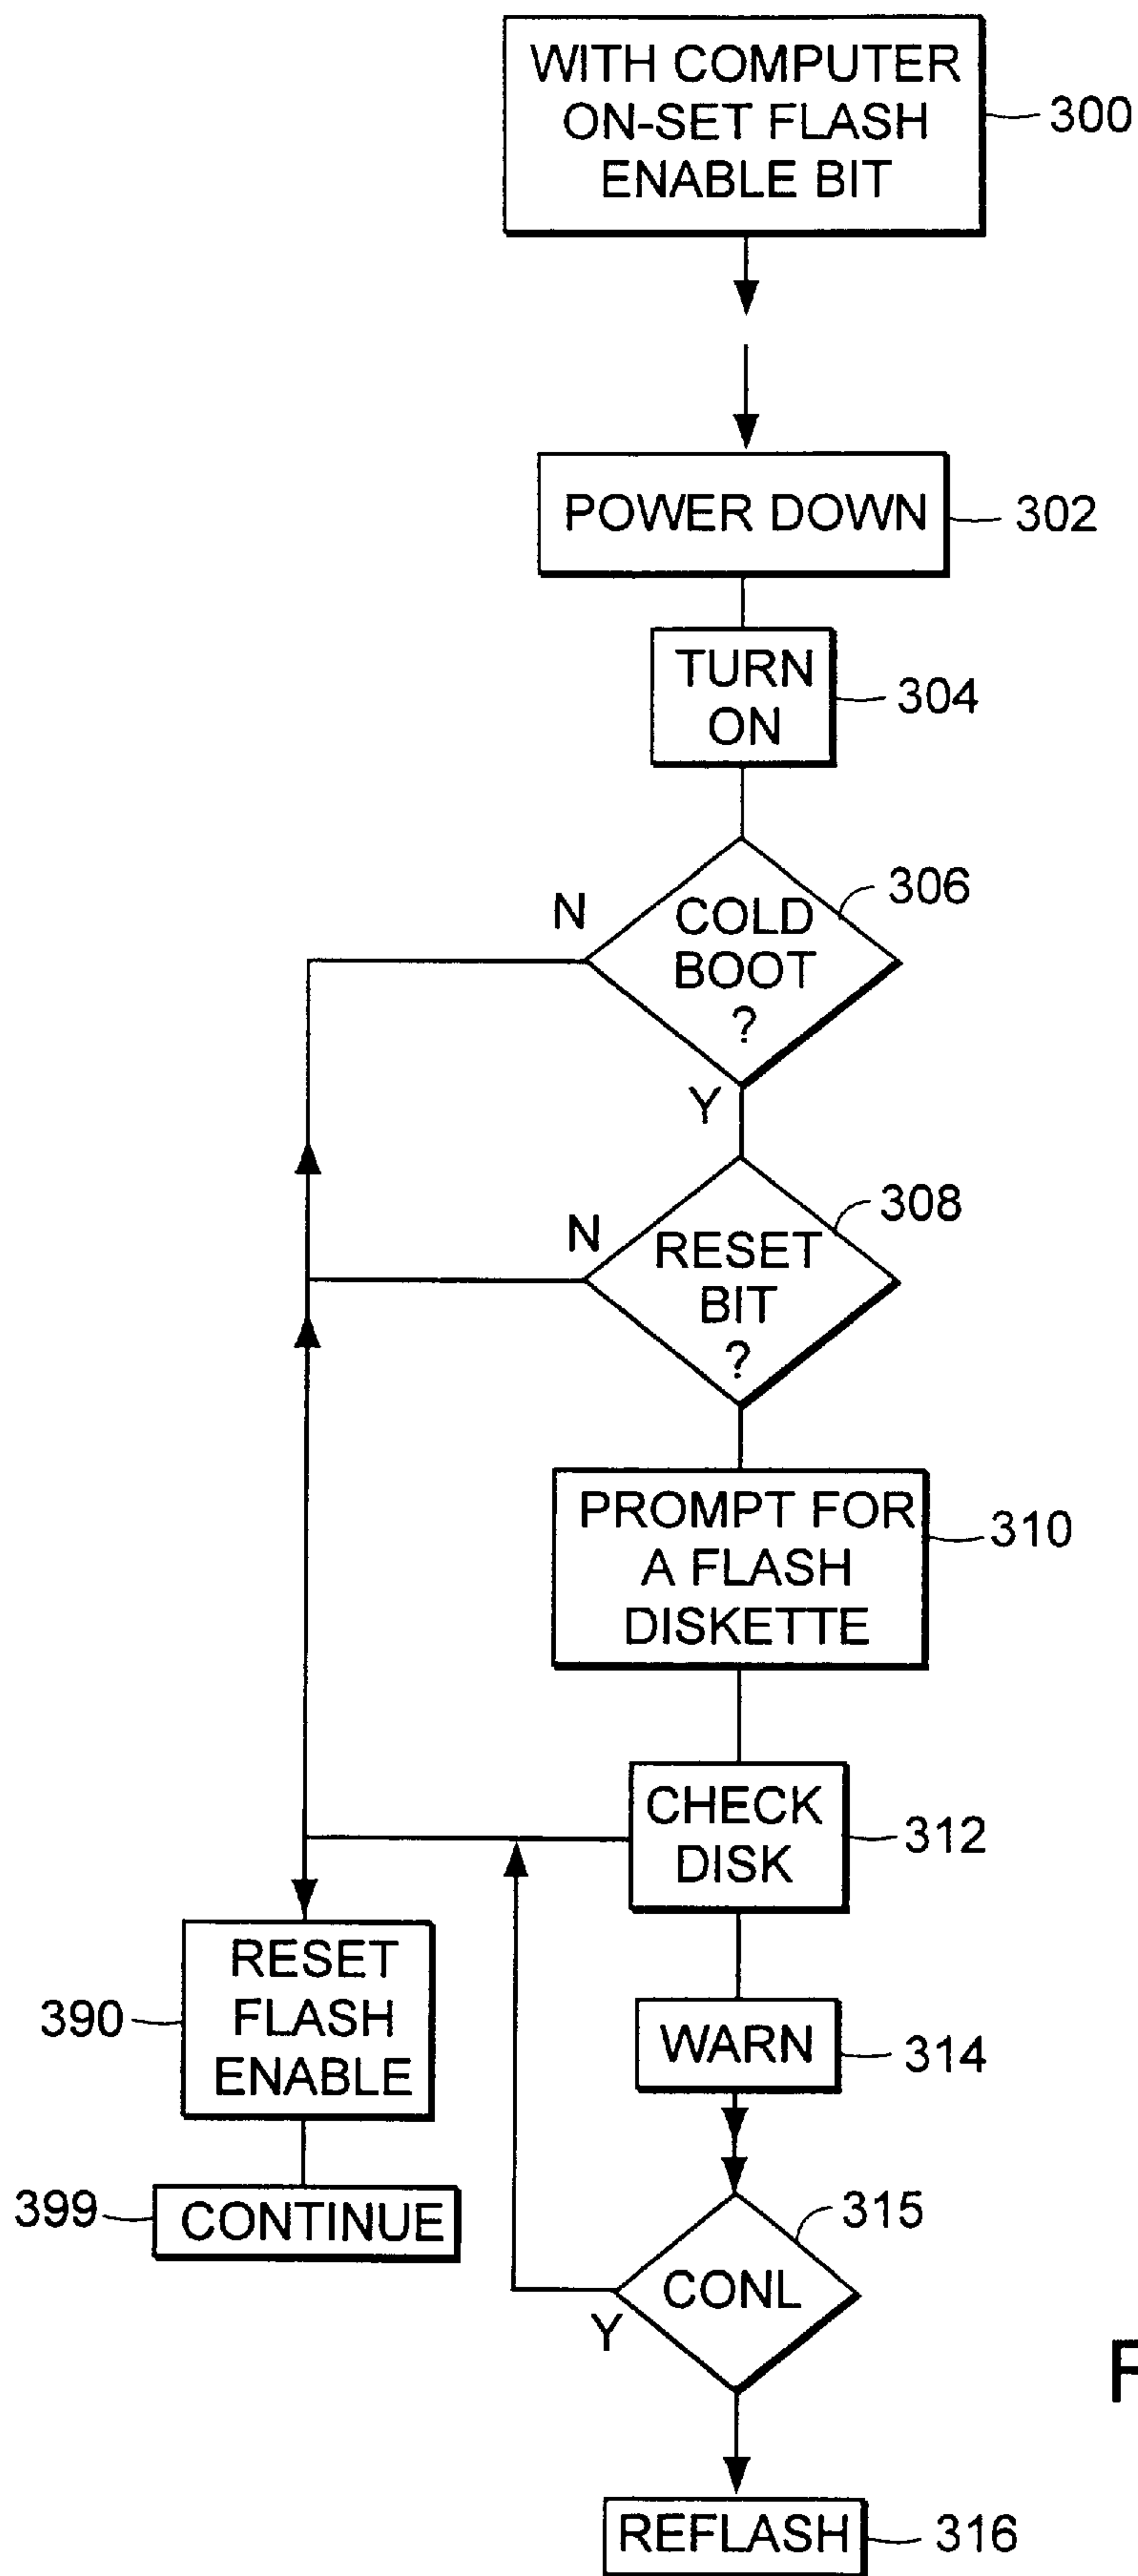 WITH COMPUTER
ON-SET FLASH
ENABLE BIT
300
POWER DOWN
302
TURN
ON
304
N
COLD
BOOT
?
306
Y
N
RESET
BIT
?
308
PROMPT FOR
A FLASH
DISKETTE
310
CHECK
DISK
312
RESET
FLASH
ENABLE
390
WARN
314
CONTINUE
399
CONL
315
Y
REFLASH
316